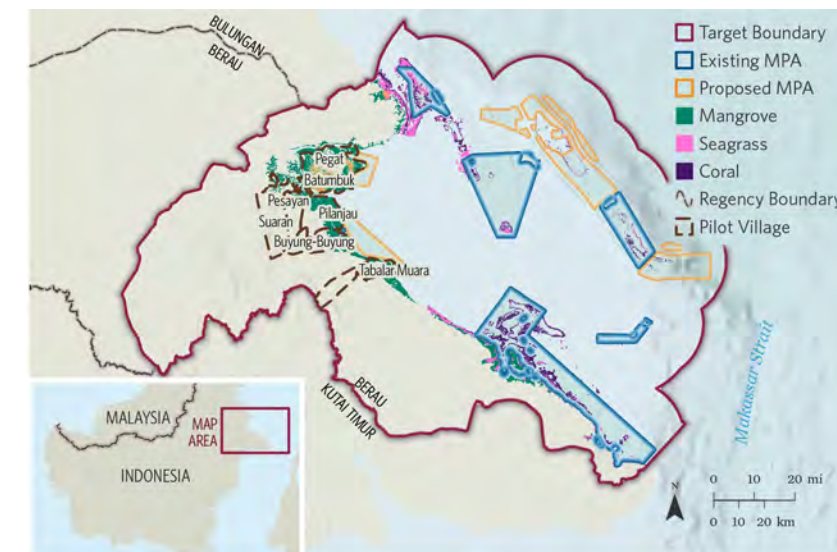 BULUNGAN
BERAU
Target Boundary
Existing MPA
Proposed MPA
Mangrove
Seagrass
Coral
Regency Boundary
Pilot Village
Pegat
Batumbuk
Pesayan
Pilanjau
Suaran
Buyung-Buyung
Tabalar Muara
BERAU
KUTAI TIMUR
Makassar Strait
MALAYSIA
MAP
AREA
INDONESIA
N
0 10 20 mi
0 10 20 km